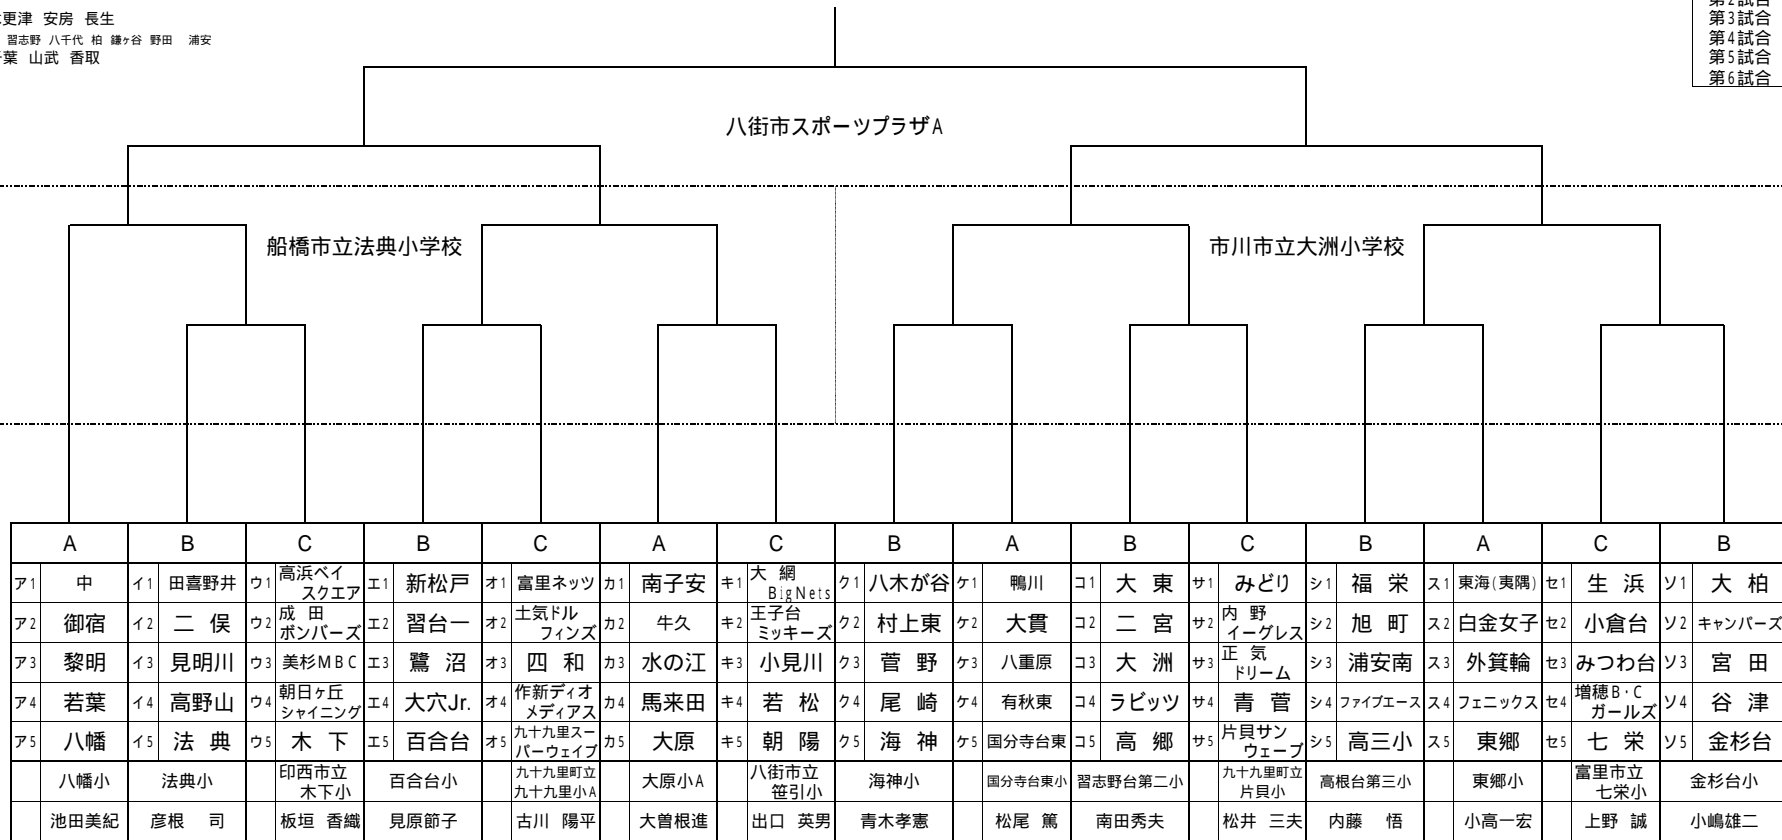 更津 安房 長生
習志野 八千代 柏 鎌ヶ谷 野田 浦安
葉 山武 香取
第2試合
第3試合
第4試合
第5試合
第6試合
八街市スポーツプラザA
船橋市立法典小学校
市川市立大洲小学校
A B C B C A C B A B C B A C B
ア1 中 イ1 田喜野井 ウ1 高浜ベイスクエア エ1 新松戸 オ1 富里ネッツ カ1 南子安 キ1 大網BigNets ク1 八木が谷 ケ1 鴨川 コ1 大東 サ1 みどり シ1 福栄 ス1 東海(夷隅) セ1 生浜 ソ1 大柏
ア2 御宿 イ2 二俣 ウ2 成田ボンバーズ エ2 習台一 オ2 土気ドルフィンズ カ2 牛久 キ2 王子台ミッキーズ ク2 村上東 ケ2 大貫 コ2 二宮 サ2 内野イーグレス シ2 旭町 ス2 白金女子 セ2 小倉台 ソ2 キャンバーズ
ア3 黎明 イ3 見明川 ウ3 美杉MBC エ3 鷺沼 オ3 四和 カ3 水の江 キ3 小見川 ク3 菅野 ケ3 八重原 コ3 大洲 サ3 正気ドリーム シ3 浦安南 ス3 外箕輪 セ3 みつわ台 ソ3 宮田
ア4 若葉 イ4 高野山 ウ4 朝日ヶ丘シャイニング エ4 大穴Jr. オ4 作新ディオメディアス カ4 馬来田 キ4 若松 ク4 尾崎 ケ4 有秋東 コ4 ラビッツ サ4 青菅 シ4 ファイブエース ス4 フェニックス セ4 増穂B・Cガールズ ソ4 谷津
ア5 八幡 イ5 法典 ウ5 木下 エ5 百合台 オ5 九十九里スーパーウェイブ カ5 大原 キ5 朝陽 ク5 海神 ケ5 国分寺台東 コ5 高郷 サ5 片貝サンウェーブ シ5 高三小 ス5 東郷 セ5 七栄 ソ5 金杉台
八幡小 法典小 印西市立木下小 百合台小 九十九里町立九十九里小A 大原小A 八街市立笹引小 海神小 国分寺台東小 習志野台第二小 九十九里町立片貝小 高根台第三小 東郷小 富里市立七栄小 金杉台小
池田美紀 彦根 司 板垣 香織 見原節子 古川 陽平 大曽根進 出口 英男 青木孝憲 松尾 篤 南田秀夫 松井 三夫 内藤 悟 小高一宏 上野 誠 小嶋雄二